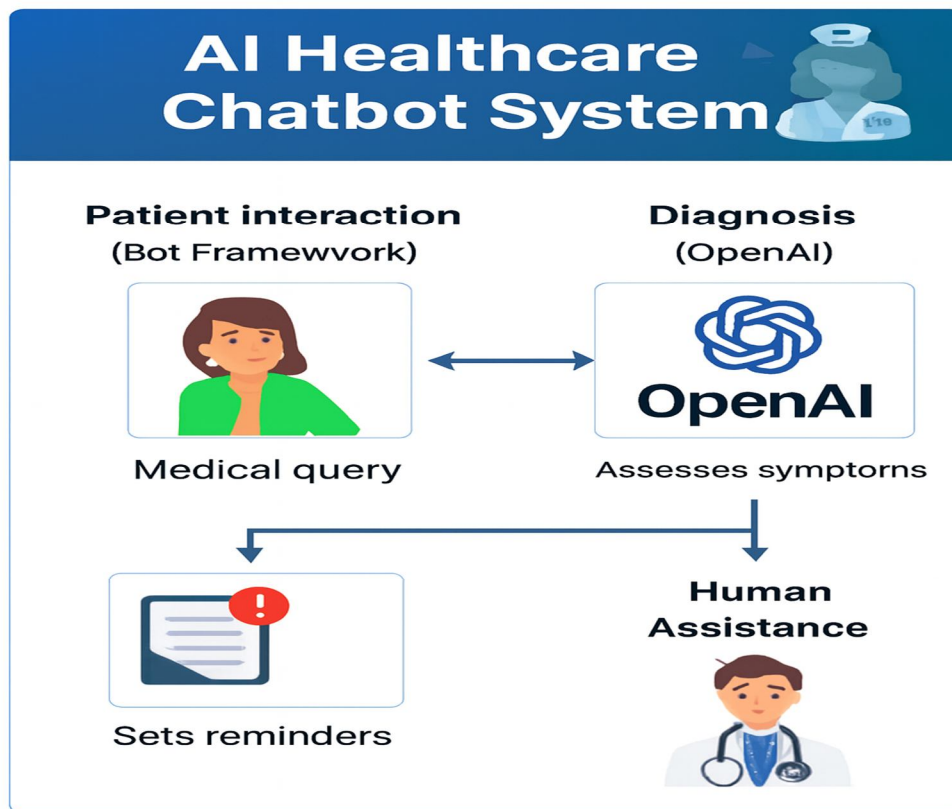 AI Healthcare
Chatbot System
Patient interaction
(Bot Framewvork)
Diagnosis
(OpenAI)
OpenAI
Medical query
Assesses symptorns
Human
Assistance
Sets reminders